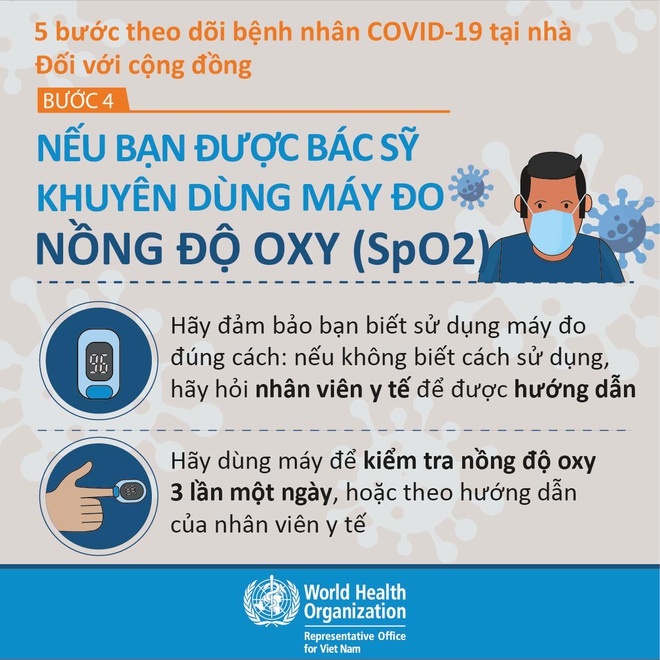 5 bước theo dõi bệnh nhân COVID-19 tại nhà
Đối với cộng đồng
BƯỚC 4
NẾU BẠN ĐƯỢC BÁC SỸ
KHUYÊN DÙNG MÁY ĐO
NỒNG ĐỘ OXY (SpO2)
Hãy đảm bảo bạn biết sử dụng máy đo
đúng cách: nếu không biết cách sử dụng,
hãy hỏi nhân viên y tế để được hướng dẫn
96
Hãy dùng máy để kiểm tra nồng độ oxy
3 lần một ngày, hoặc theo hướng dẫn
của nhân viên y tế
World Health
Organization
Representative Office
for Viet Nam